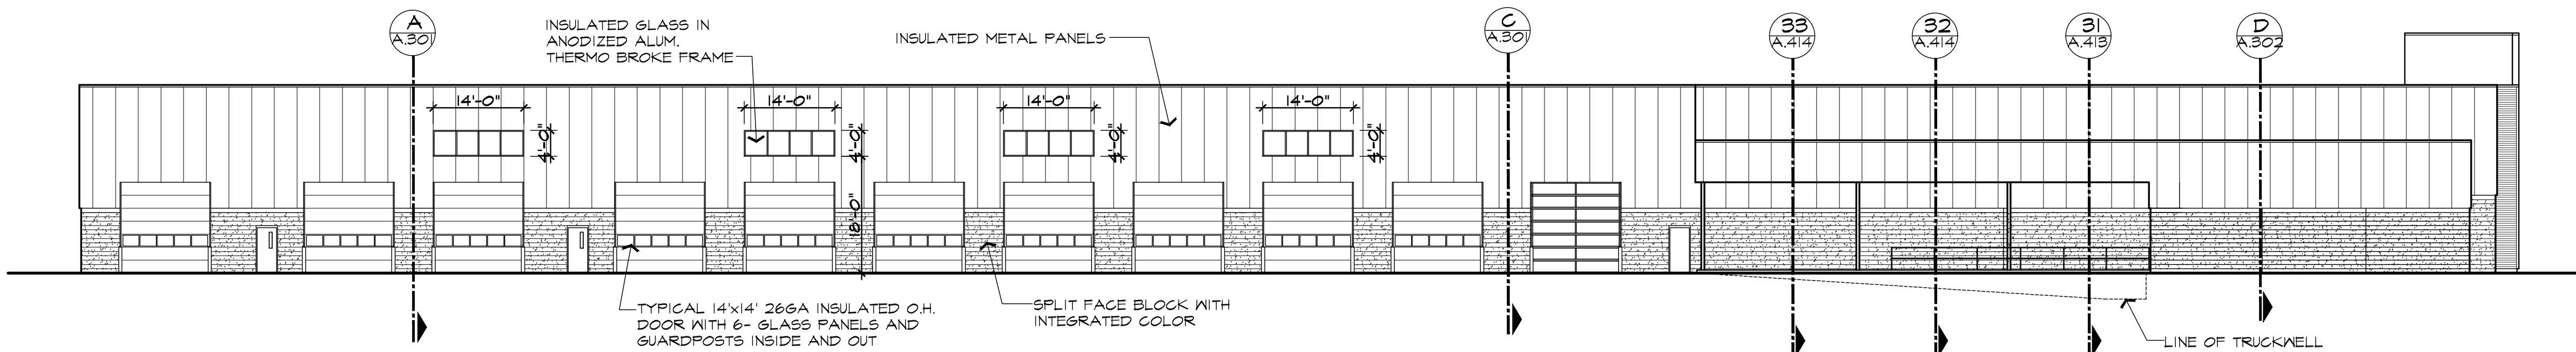 A
A.301
INSULATED GLASS IN
ANODIZED ALUM.
THERMO BROKE FRAME
INSULATED METAL PANELS
C
A.301
33
A.414
32
A.414
31
A.413
D
A.302
14'-0"
14'-0"
14'-0"
14'-0"
4'-0"
4'-0"
4'-0"
4'-0"
18'-0"
TYPICAL 14'x14' 26GA INSULATED O.H.
DOOR WITH 6- GLASS PANELS AND
GUARDPOSTS INSIDE AND OUT
SPLIT FACE BLOCK WITH
INTEGRATED COLOR
LINE OF TRUCKWELL